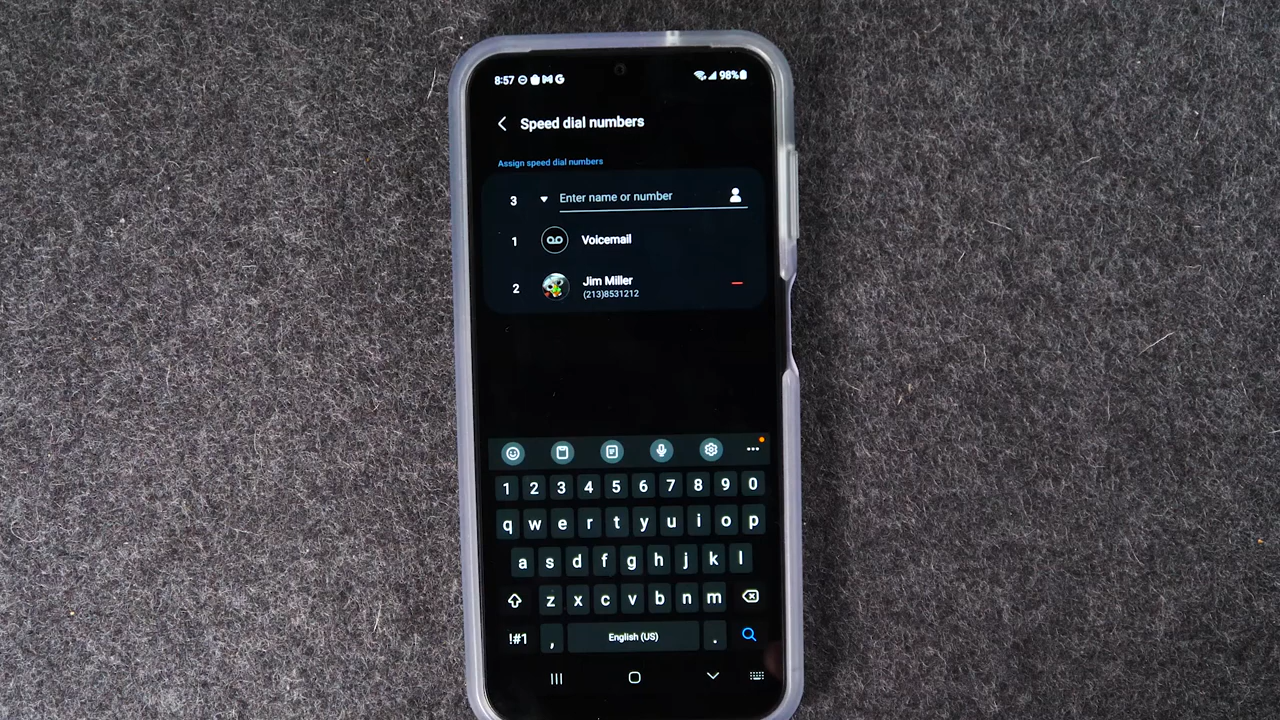 8:57 98%
Speed dial numbers
Assign speed dial numbers
3 Enter name or number
1 Voicemail
2 Jim Miller
(213)8531212
1 2 3 4 5 6 7 8 9 0
q w e r t y u i o p
a s d f g h j k l
z x c v b n m
!#1 , English (US) .